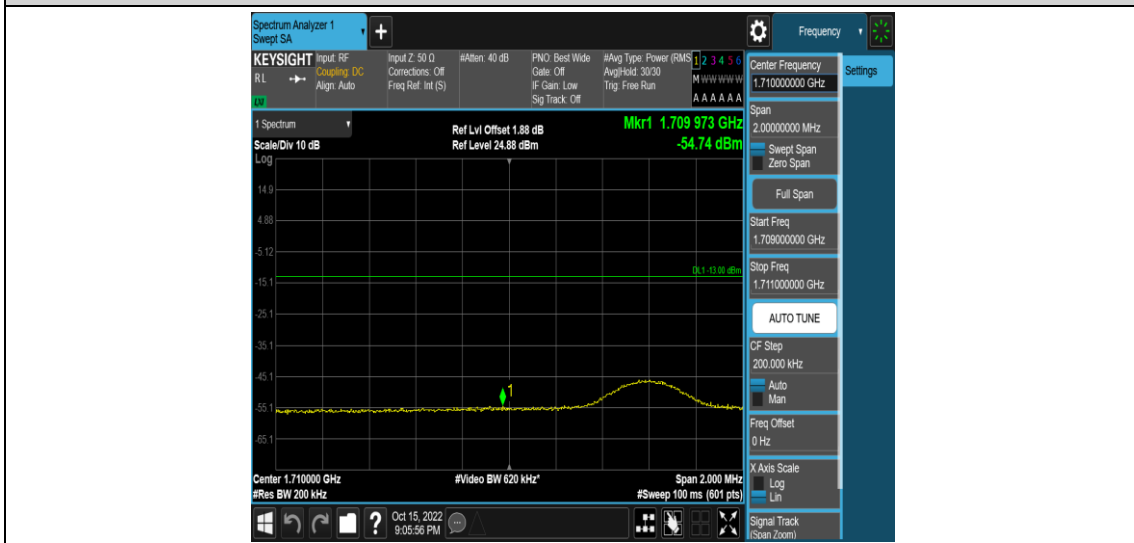 Spectrum Analyzer 1
Swept SA
+
Frequency
KEYSIGHT
RL
Input: RF
Coupling: DC
Align: Auto
Input Z: 50 Ω
Corrections: Off
Freq Ref: Int (S)
#Atten: 40 dB
PNO: Best Wide
Gate: Off
IF Gain: Low
Sig Track: Off
#Avg Type: Power (RMS
Avg|Hold: 30/30
Trig: Free Run
1 2 3 4 5 6
M W W W W W
A A A A A A
1 Spectrum
Scale/Div 10 dB
Ref Lvl Offset 1.88 dB
Ref Level 24.88 dBm
Mkr1 1.709 973 GHz
-54.74 dBm
Log
14.9
4.88
-5.12
-15.1
-25.1
-35.1
-45.1
-55.1
-65.1
DL1 -13.00 dBm
1
Center 1.710000 GHz
#Res BW 200 kHz
#Video BW 620 kHz*
Span 2.000 MHz
#Sweep 100 ms (601 pts)
Center Frequency
1.710000000 GHz
Settings
Span
2.00000000 MHz
Swept Span
Zero Span
Full Span
Start Freq
1.709000000 GHz
Stop Freq
1.711000000 GHz
AUTO TUNE
CF Step
200.000 kHz
Auto
Man
Freq Offset
0 Hz
X Axis Scale
Log
Lin
Signal Track
(Span Zoom)
?
Oct 15, 2022
9:05:56 PM